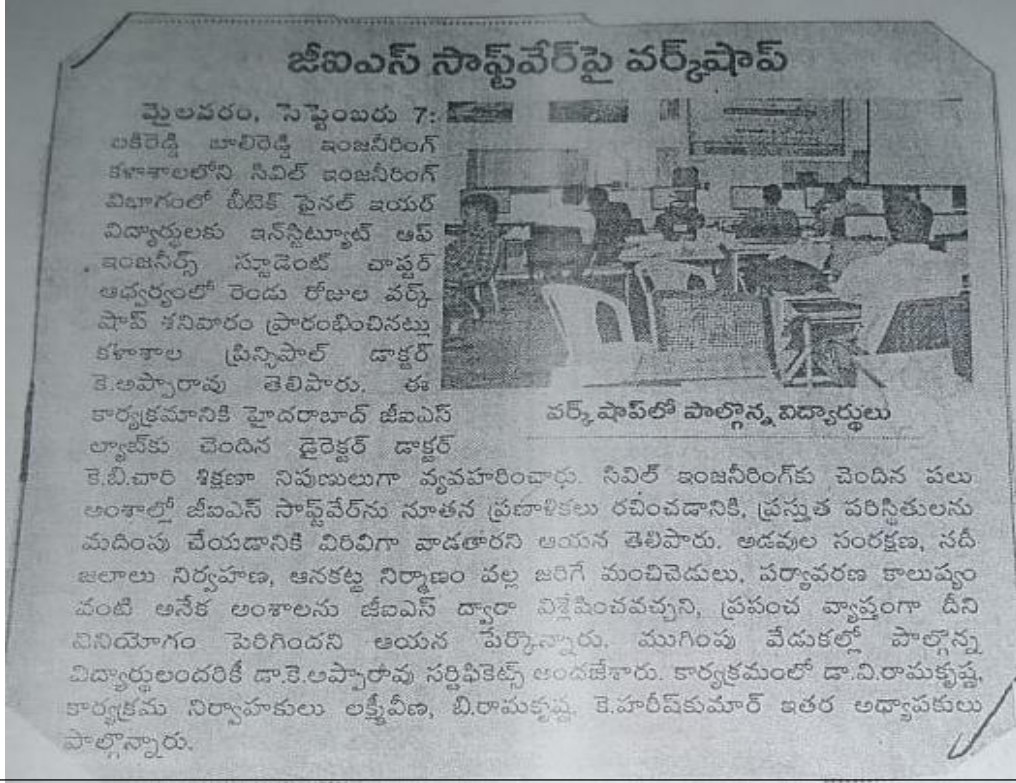 జీఐఎస్ సాఫ్ట్‌వేర్‌పై వర్క్‌షాప్
మైలవరం, సెప్టెంబరు 7:
లకిరెడ్డి బాలిరెడ్డి ఇంజనీరింగ్
కళాశాలలోని సివిల్ ఇంజనీరింగ్
విభాగంలో బీటెక్ ఫైనల్ ఇయర్
విద్యార్థులకు ఇన్‌స్టిట్యూట్ ఆఫ్
ఇంజనీర్స్ స్టూడెంట్ చాప్టర్
ఆధ్వర్యంలో రెండు రోజుల వర్క్
షాప్ శనివారం ప్రారంభించినట్లు
కళాశాల ప్రిన్సిపాల్ డాక్టర్
కె.అప్పారావు తెలిపారు. ఈ
కార్యక్రమానికి హైదరాబాద్ జీఐఎస్
ల్యాబ్‌కు చెందిన డైరెక్టర్ డాక్టర్
వర్క్ షాప్‌లో పాల్గొన్న విద్యార్థులు
కె.బి.చారి శిక్షణా నిపుణులుగా వ్యవహరించారు. సివిల్ ఇంజనీరింగ్‌కు చెందిన పలు
అంశాల్లో జీఐఎస్ సాఫ్ట్‌వేర్‌ను నూతన ప్రణాళికలు రచించడానికి, ప్రస్తుత పరిస్థితులను
మదింపు చేయడానికి విరివిగా వాడతారని ఆయన తెలిపారు. అడవుల సంరక్షణ, నదీ
జలాలు నిర్వహణ, ఆనకట్ట నిర్మాణం వల్ల జరిగే మంచిచెడులు, పర్యావరణ కాలుష్యం
వంటి అనేక అంశాలను జీఐఎస్ ద్వారా విశ్లేషించవచ్చని, ప్రపంచ వ్యాప్తంగా దీని
వినియోగం పెరిగిందని ఆయన పేర్కొన్నారు. ముగింపు వేడుకల్లో పాల్గొన్న
విద్యార్థులందరికీ డా.కె.అప్పారావు సర్టిఫికెట్స్ అందజేశారు. కార్యక్రమంలో డా.వి.రామకృష్ణ,
కార్యక్రమ నిర్వాహకులు లక్ష్మీవీణ, బి.రామకృష్ణ, కె.హరీష్‌కుమార్ ఇతర అధ్యాపకులు
పాల్గొన్నారు.